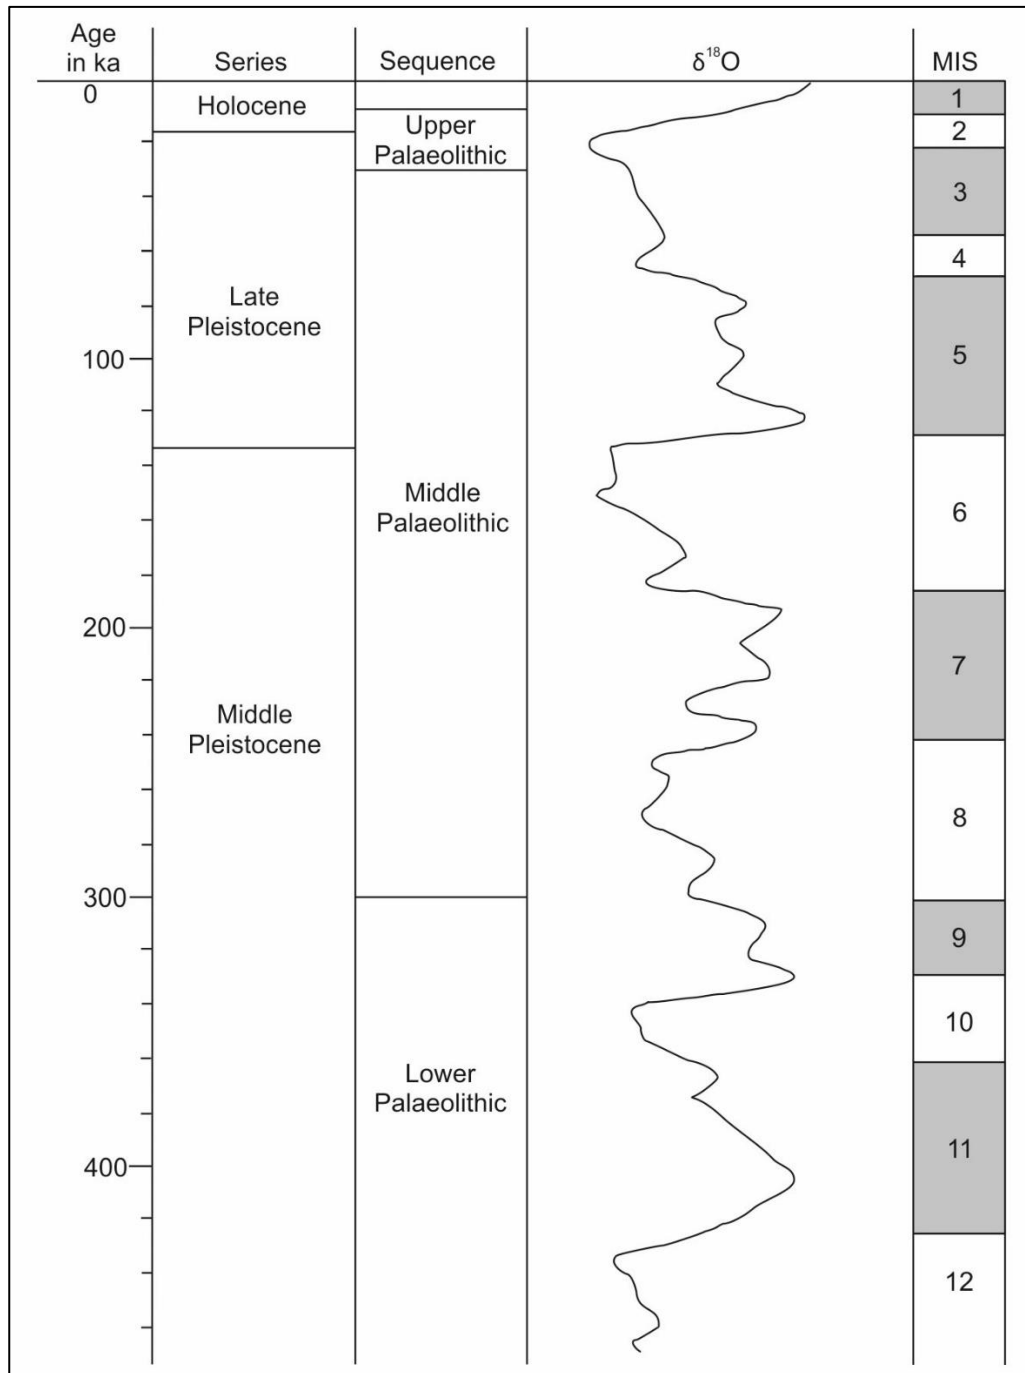 Age
in ka
Series
Sequence
δ¹⁸O
MIS
0
Holocene
1
Upper
Palaeolithic
2
3
4
Late
Pleistocene
100
5
Middle
Palaeolithic
6
200
7
Middle
Pleistocene
8
300
9
10
Lower
Palaeolithic
11
400
12